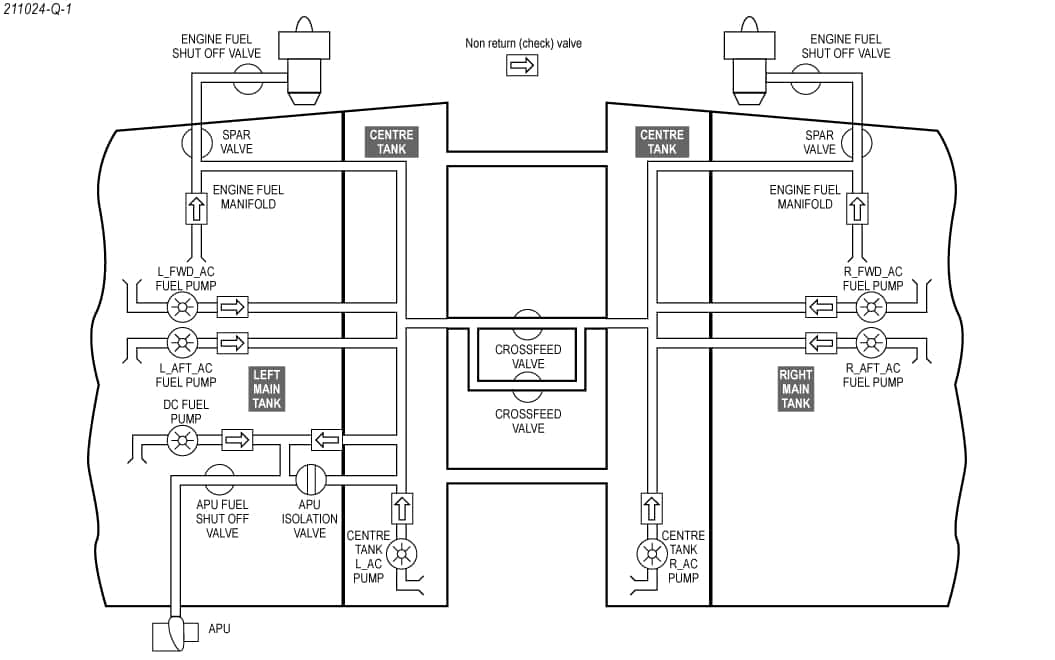 211024-Q-1
ENGINE FUEL
SHUT OFF VALVE
Non return (check) valve
ENGINE FUEL
SHUT OFF VALVE
SPAR
VALVE
CENTRE
TANK
CENTRE
TANK
SPAR
VALVE
ENGINE FUEL
MANIFOLD
ENGINE FUEL
MANIFOLD
L_FWD_AC
FUEL PUMP
R_FWD_AC
FUEL PUMP
L_AFT_AC
FUEL PUMP
LEFT
MAIN
TANK
CROSSFEED
VALVE
CROSSFEED
VALVE
RIGHT
MAIN
TANK
R_AFT_AC
FUEL PUMP
DC FUEL
PUMP
APU FUEL
SHUT OFF
VALVE
APU
ISOLATION
VALVE
CENTRE
TANK
L_AC
PUMP
CENTRE
TANK
R_AC
PUMP
APU